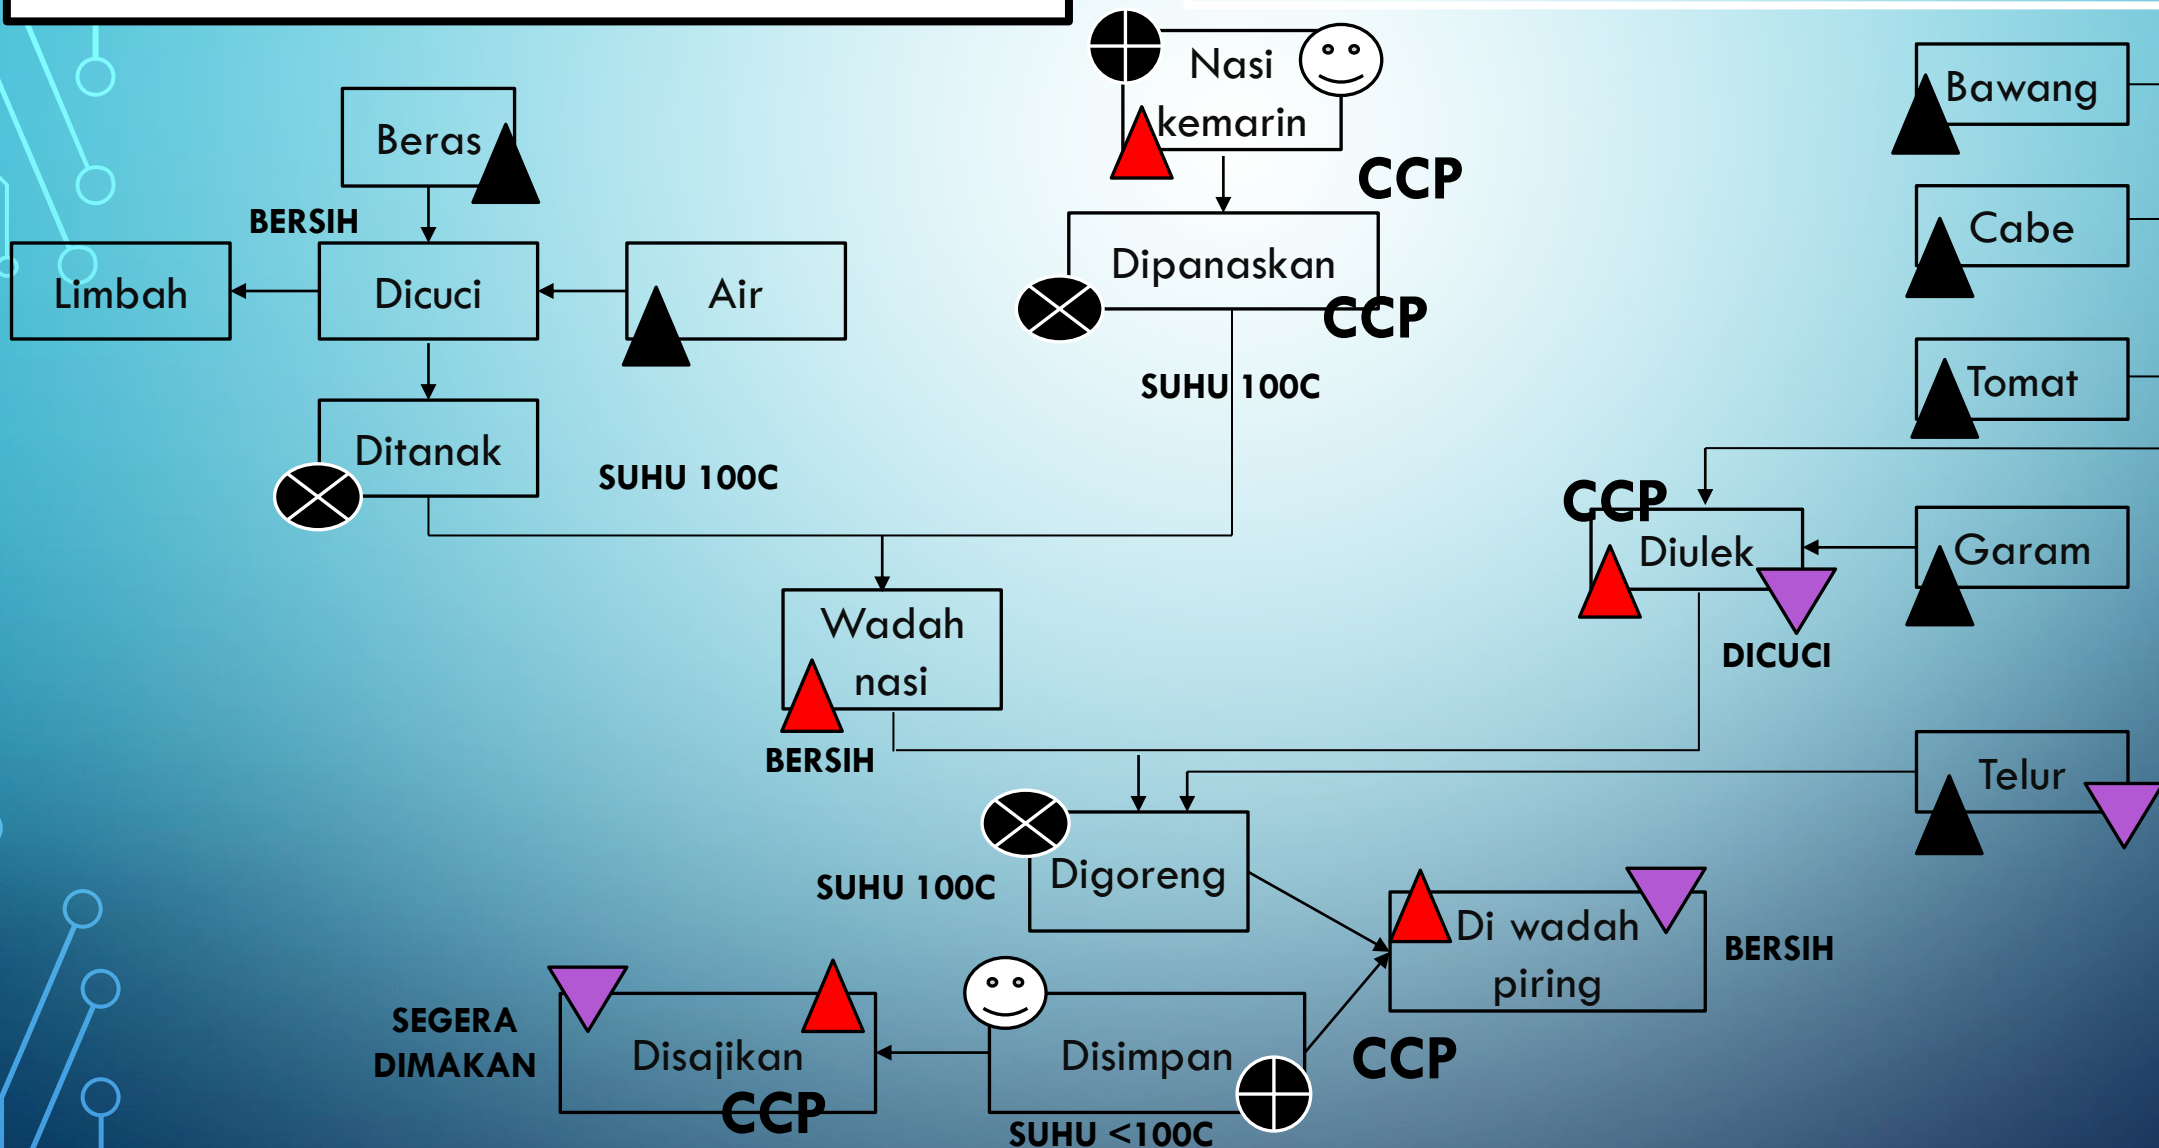 Nasi
kemarin
CCP
Bawang
Beras
BERSIH
Limbah
Dicuci
Air
Dipanaskan
CCP
SUHU 100C
Cabe
Tomat
Ditanak
SUHU 100C
CCP
Diulek
Garam
DICUCI
Wadah
nasi
BERSIH
Telur
Digoreng
SUHU 100C
Di wadah
piring
BERSIH
SEGERA
DIMAKAN
Disajikan
CCP
Disimpan
CCP
SUHU <100C